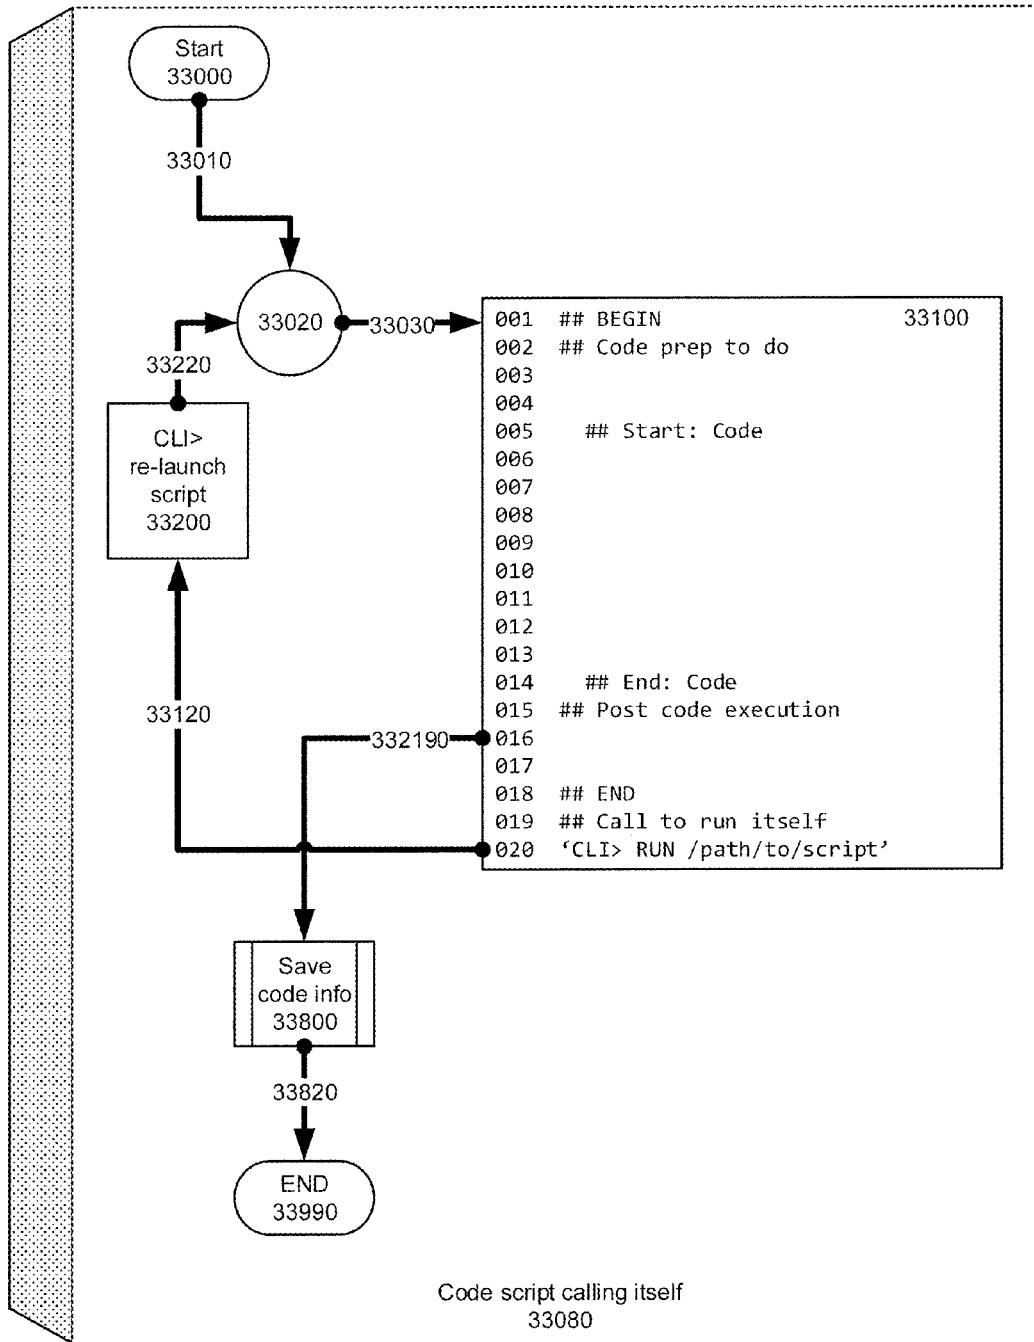 Start
33000
33010
33020
33030
33220
CLI>
re-launch
script
33200
33120
001 ## BEGIN 33100
002 ## Code prep to do
003
004
005 ## Start: Code
006
007
008
009
010
011
012
013
014 ## End: Code
015 ## Post code execution
016
017
018 ## END
019 ## Call to run itself
020 ‘CLI> RUN /path/to/script’
332190
Save
code info
33800
33820
END
33990
Code script calling itself
33080